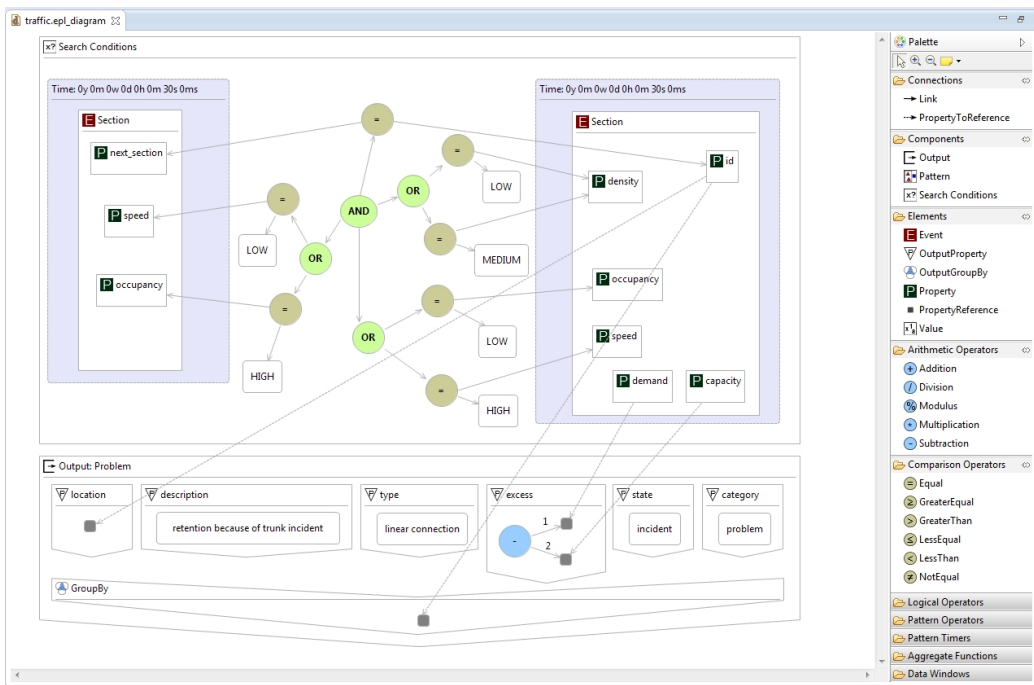 traffic.epl_diagram
Search Conditions
Time: 0y 0m 0w 0d 0h 0m 30s 0ms
E Section
P next_section
P speed
P occupancy
=
=
LOW
OR
=
HIGH
AND
OR
=
LOW
=
MEDIUM
OR
=
LOW
=
HIGH
Time: 0y 0m 0w 0d 0h 0m 30s 0ms
E Section
P id
P density
P occupancy
P speed
P demand
P capacity
Output: Problem
P location
P description
retention because of trunk incident
P type
linear connection
P excess
-
1
2
P state
incident
P category
problem
GroupBy
Palette
Connections
Link
PropertyToReference
Components
Output
Pattern
x? Search Conditions
Elements
E Event
P OutputProperty
OutputGroupBy
P Property
PropertyReference
Value
Arithmetic Operators
+ Addition
/ Division
% Modulus
* Multiplication
- Subtraction
Comparison Operators
= Equal
≥ GreaterEqual
> GreaterThan
≤ LessEqual
< LessThan
≠ NotEqual
Logical Operators
Pattern Operators
Pattern Timers
Aggregate Functions
Data Windows